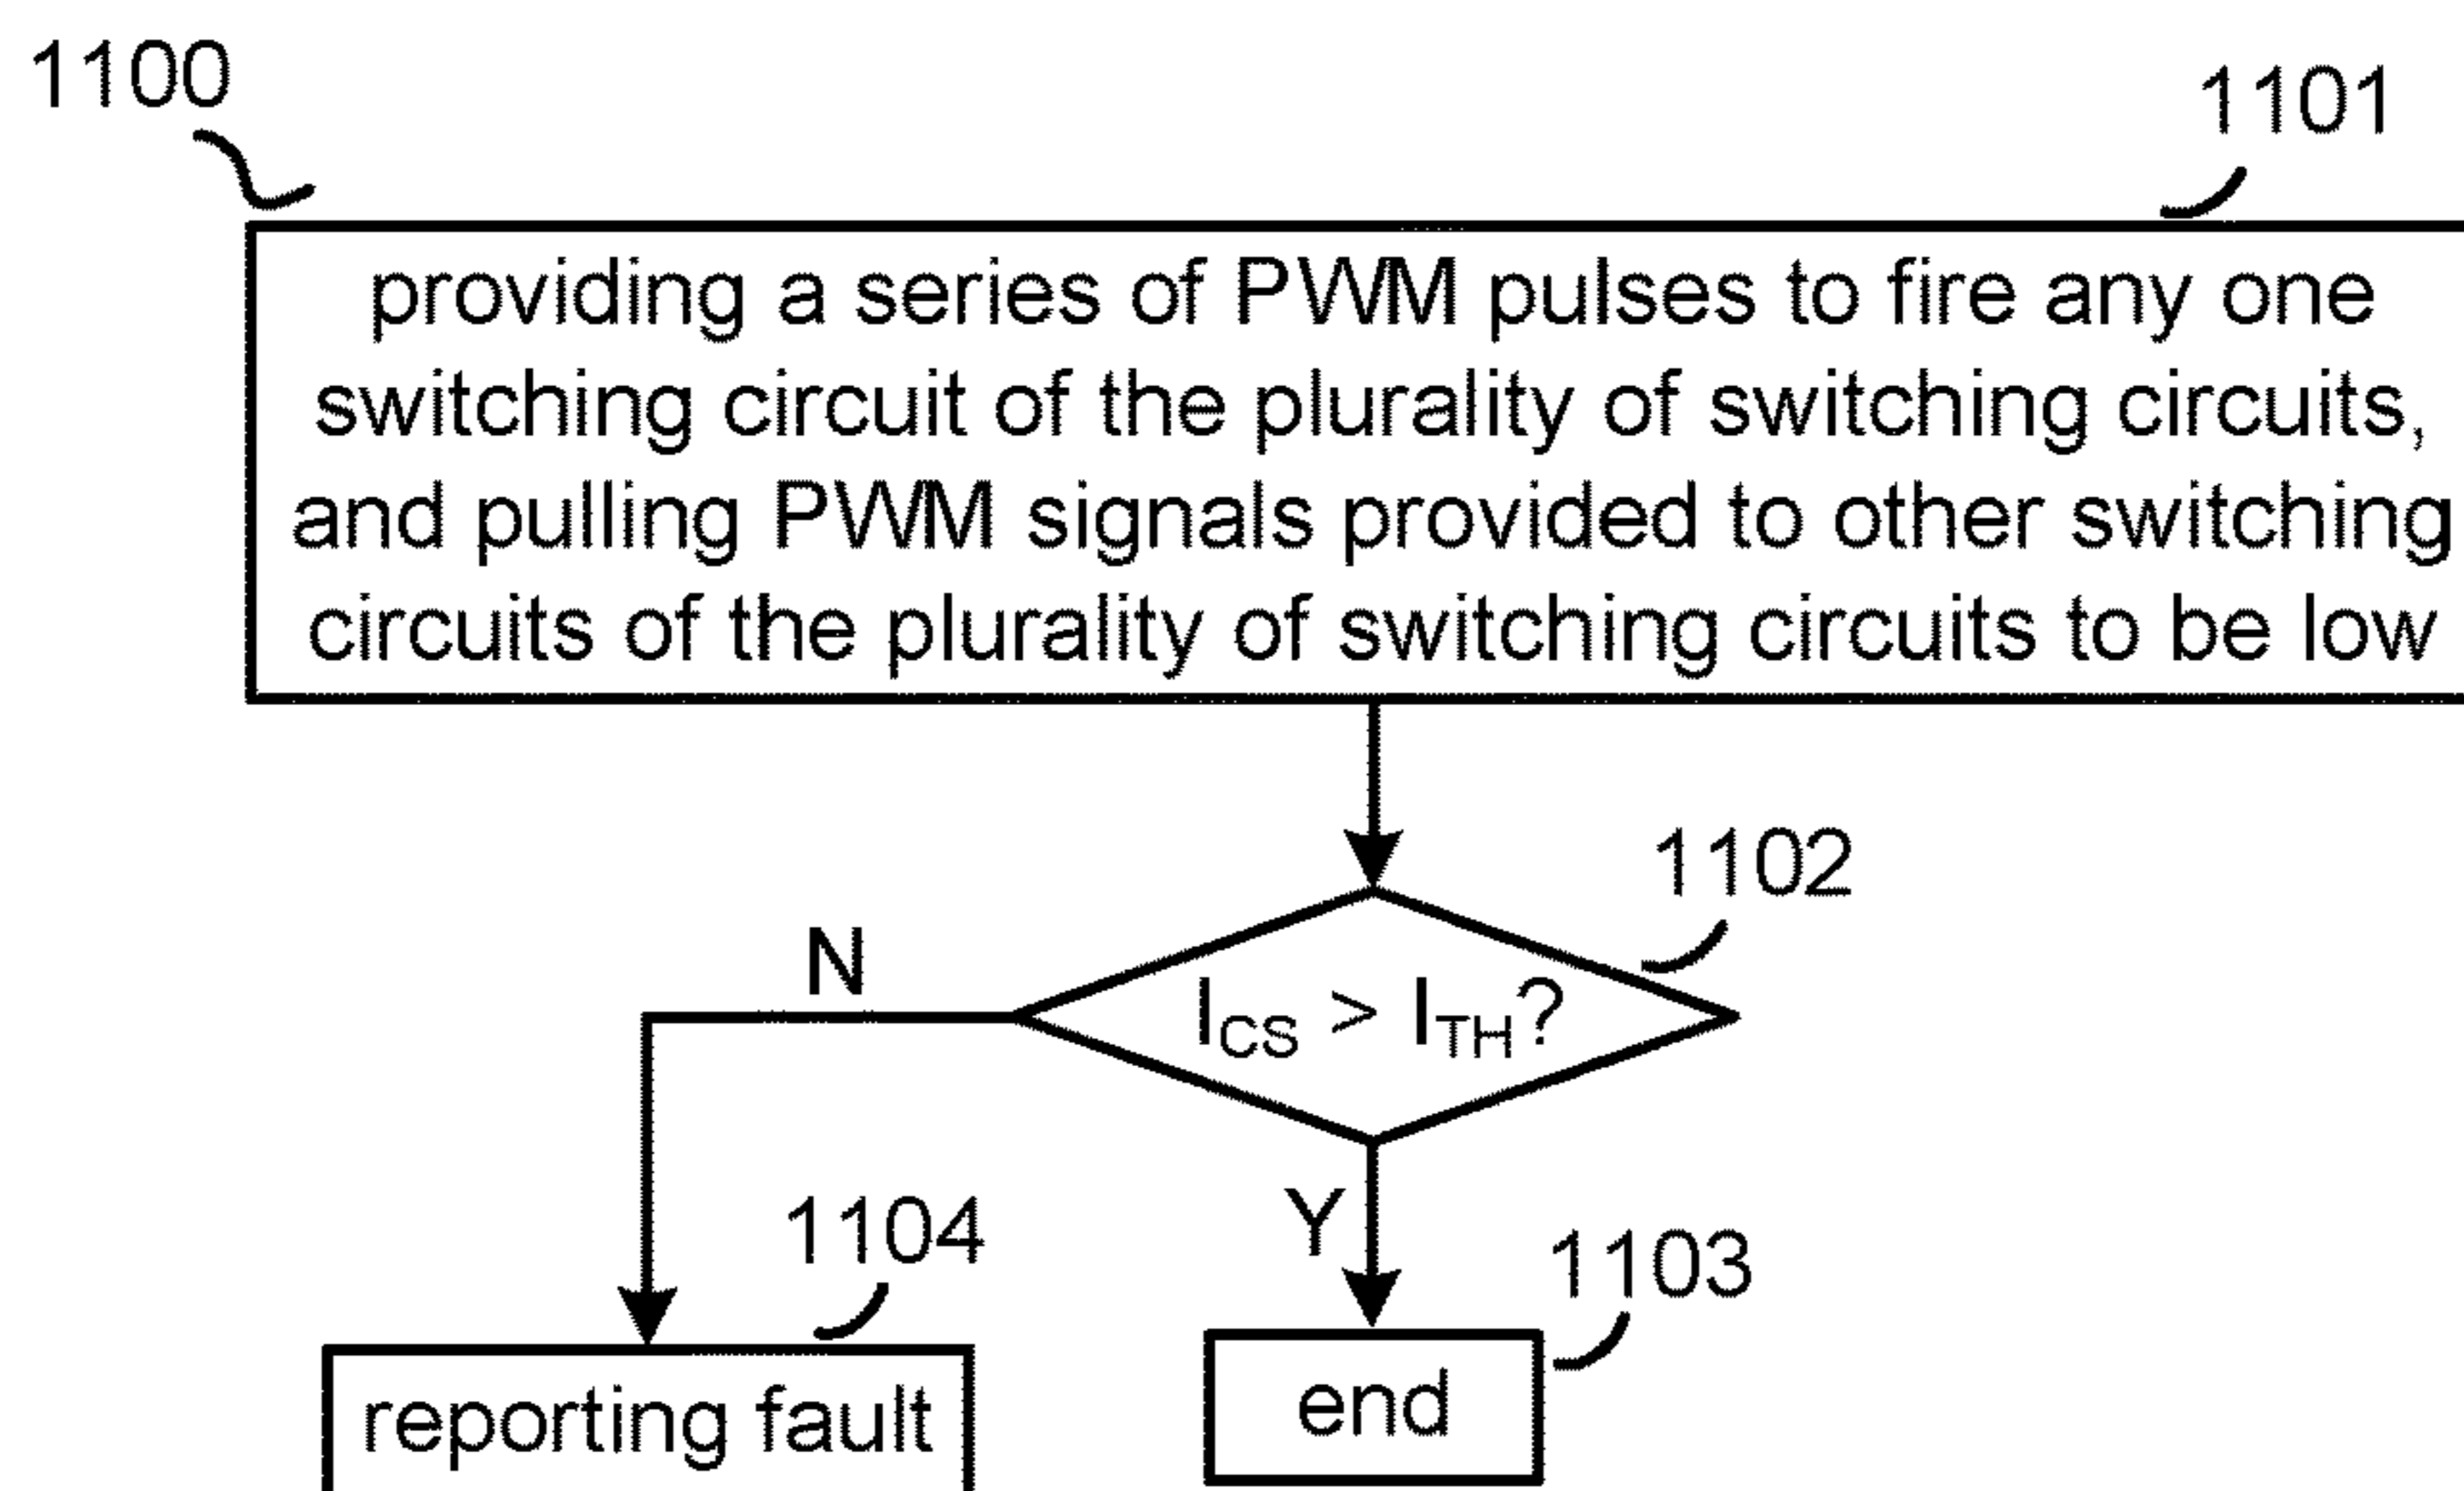 1100
1101
providing a series of PWM pulses to fire any one
switching circuit of the plurality of switching circuits,
and pulling PWM signals provided to other switching
circuits of the plurality of switching circuits to be low
1102
N
I_CS > I_TH?
Y
1104
1103
reporting fault
end